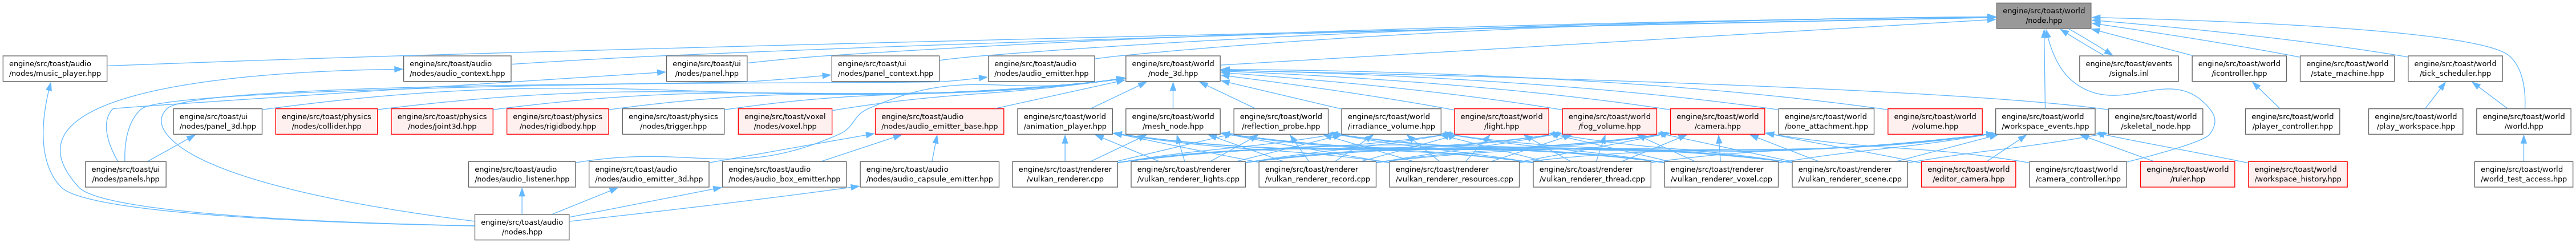 engine/src/toast/world
/node.hpp
engine/src/toast/audio
/nodes/music_player.hpp
engine/src/toast/audio
/nodes/audio_context.hpp
engine/src/toast/ui
/nodes/panel.hpp
engine/src/toast/ui
/nodes/panel_context.hpp
engine/src/toast/audio
/nodes/audio_emitter.hpp
engine/src/toast/world
/node_3d.hpp
engine/src/toast/events
/signals.inl
engine/src/toast/world
/icontroller.hpp
engine/src/toast/world
/state_machine.hpp
engine/src/toast/world
/tick_scheduler.hpp
engine/src/toast/ui
/nodes/panel_3d.hpp
engine/src/toast/physics
/nodes/collider.hpp
engine/src/toast/physics
/nodes/joint3d.hpp
engine/src/toast/physics
/nodes/rigidbody.hpp
engine/src/toast/physics
/nodes/trigger.hpp
engine/src/toast/voxel
/nodes/voxel.hpp
engine/src/toast/audio
/nodes/audio_emitter_base.hpp
engine/src/toast/world
/animation_player.hpp
engine/src/toast/world
/mesh_node.hpp
engine/src/toast/world
/reflection_probe.hpp
engine/src/toast/world
/irradiance_volume.hpp
engine/src/toast/world
/light.hpp
engine/src/toast/world
/fog_volume.hpp
engine/src/toast/world
/camera.hpp
engine/src/toast/world
/bone_attachment.hpp
engine/src/toast/world
/volume.hpp
engine/src/toast/world
/workspace_events.hpp
engine/src/toast/world
/skeletal_node.hpp
engine/src/toast/world
/player_controller.hpp
engine/src/toast/world
/play_workspace.hpp
engine/src/toast/world
/world.hpp
engine/src/toast/ui
/nodes/panels.hpp
engine/src/toast/audio
/nodes/audio_listener.hpp
engine/src/toast/audio
/nodes/audio_emitter_3d.hpp
engine/src/toast/audio
/nodes/audio_box_emitter.hpp
engine/src/toast/audio
/nodes/audio_capsule_emitter.hpp
engine/src/toast/renderer
/vulkan_renderer.cpp
engine/src/toast/renderer
/vulkan_renderer_lights.cpp
engine/src/toast/renderer
/vulkan_renderer_record.cpp
engine/src/toast/renderer
/vulkan_renderer_resources.cpp
engine/src/toast/renderer
/vulkan_renderer_thread.cpp
engine/src/toast/renderer
/vulkan_renderer_voxel.cpp
engine/src/toast/renderer
/vulkan_renderer_scene.cpp
engine/src/toast/world
/editor_camera.hpp
engine/src/toast/world
/camera_controller.hpp
engine/src/toast/world
/ruler.hpp
engine/src/toast/world
/workspace_history.hpp
engine/src/toast/world
/world_test_access.hpp
engine/src/toast/audio
/nodes.hpp